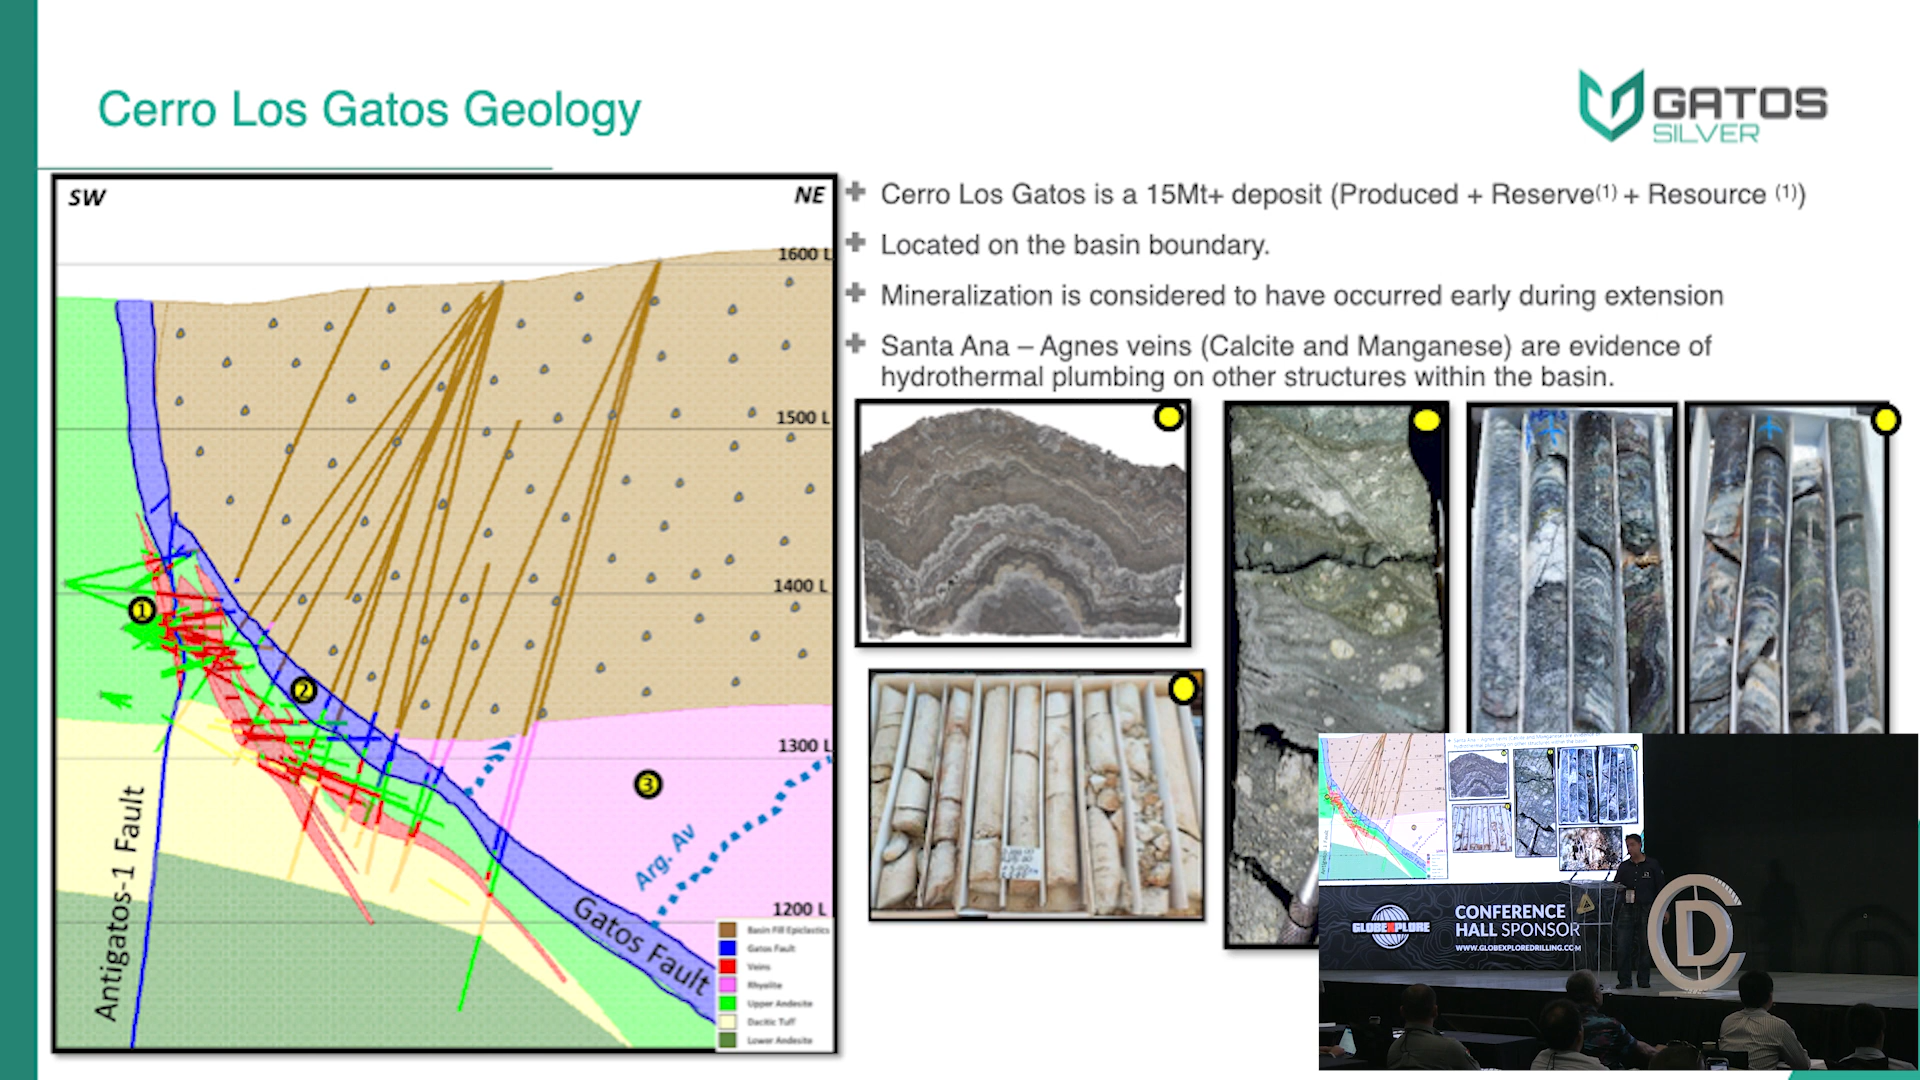 Cerro Los Gatos Geology
GATOS
SILVER
SW
NE
1600 L
1500 L
1400 L
1300 L
1200 L
1
2
3
Antigatos-1 Fault
Arg. Av
Gatos Fault
Basin Fill Epiclastics
Gatos Fault
Veins
Rhyolite
Upper Andesite
Dacitic Tuff
Lower Andesite
Cerro Los Gatos is a 15Mt+ deposit (Produced + Reserve(1) + Resource (1))
Located on the basin boundary.
Mineralization is considered to have occurred early during extension
Santa Ana – Agnes veins (Calcite and Manganese) are evidence of
hydrothermal plumbing on other structures within the basin.
GLOBEXPLORE
CONFERENCE
HALL SPONSOR
WWW.GLOBEXPLOREDRILLING.COM
DC